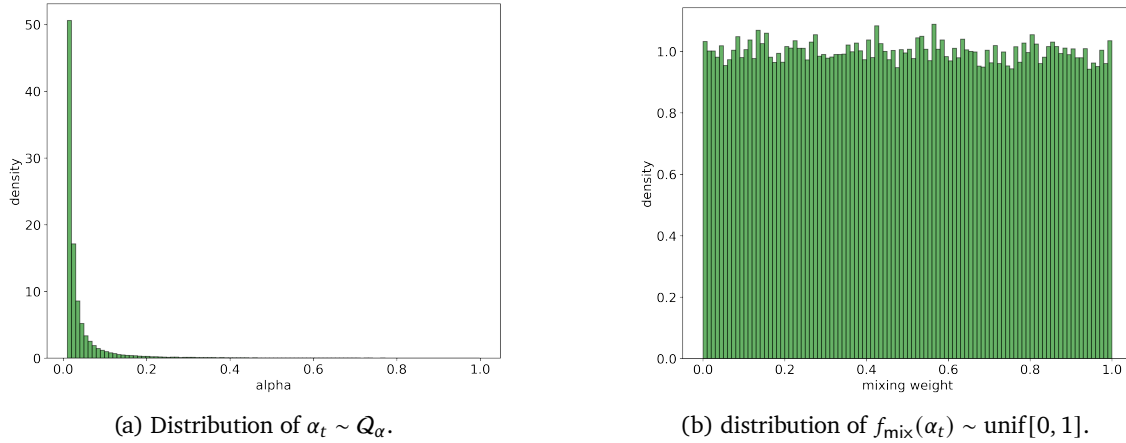 50
40
30
20
10
0
density
0.0 0.2 0.4 0.6 0.8 1.0
alpha
(a) Distribution of αₜ ∼ 𝒬_α.
1.0
0.8
0.6
0.4
0.2
0.0
density
0.0 0.2 0.4 0.6 0.8 1.0
mixing weight
(b) distribution of f_mix(αₜ) ∼ unif[0, 1].